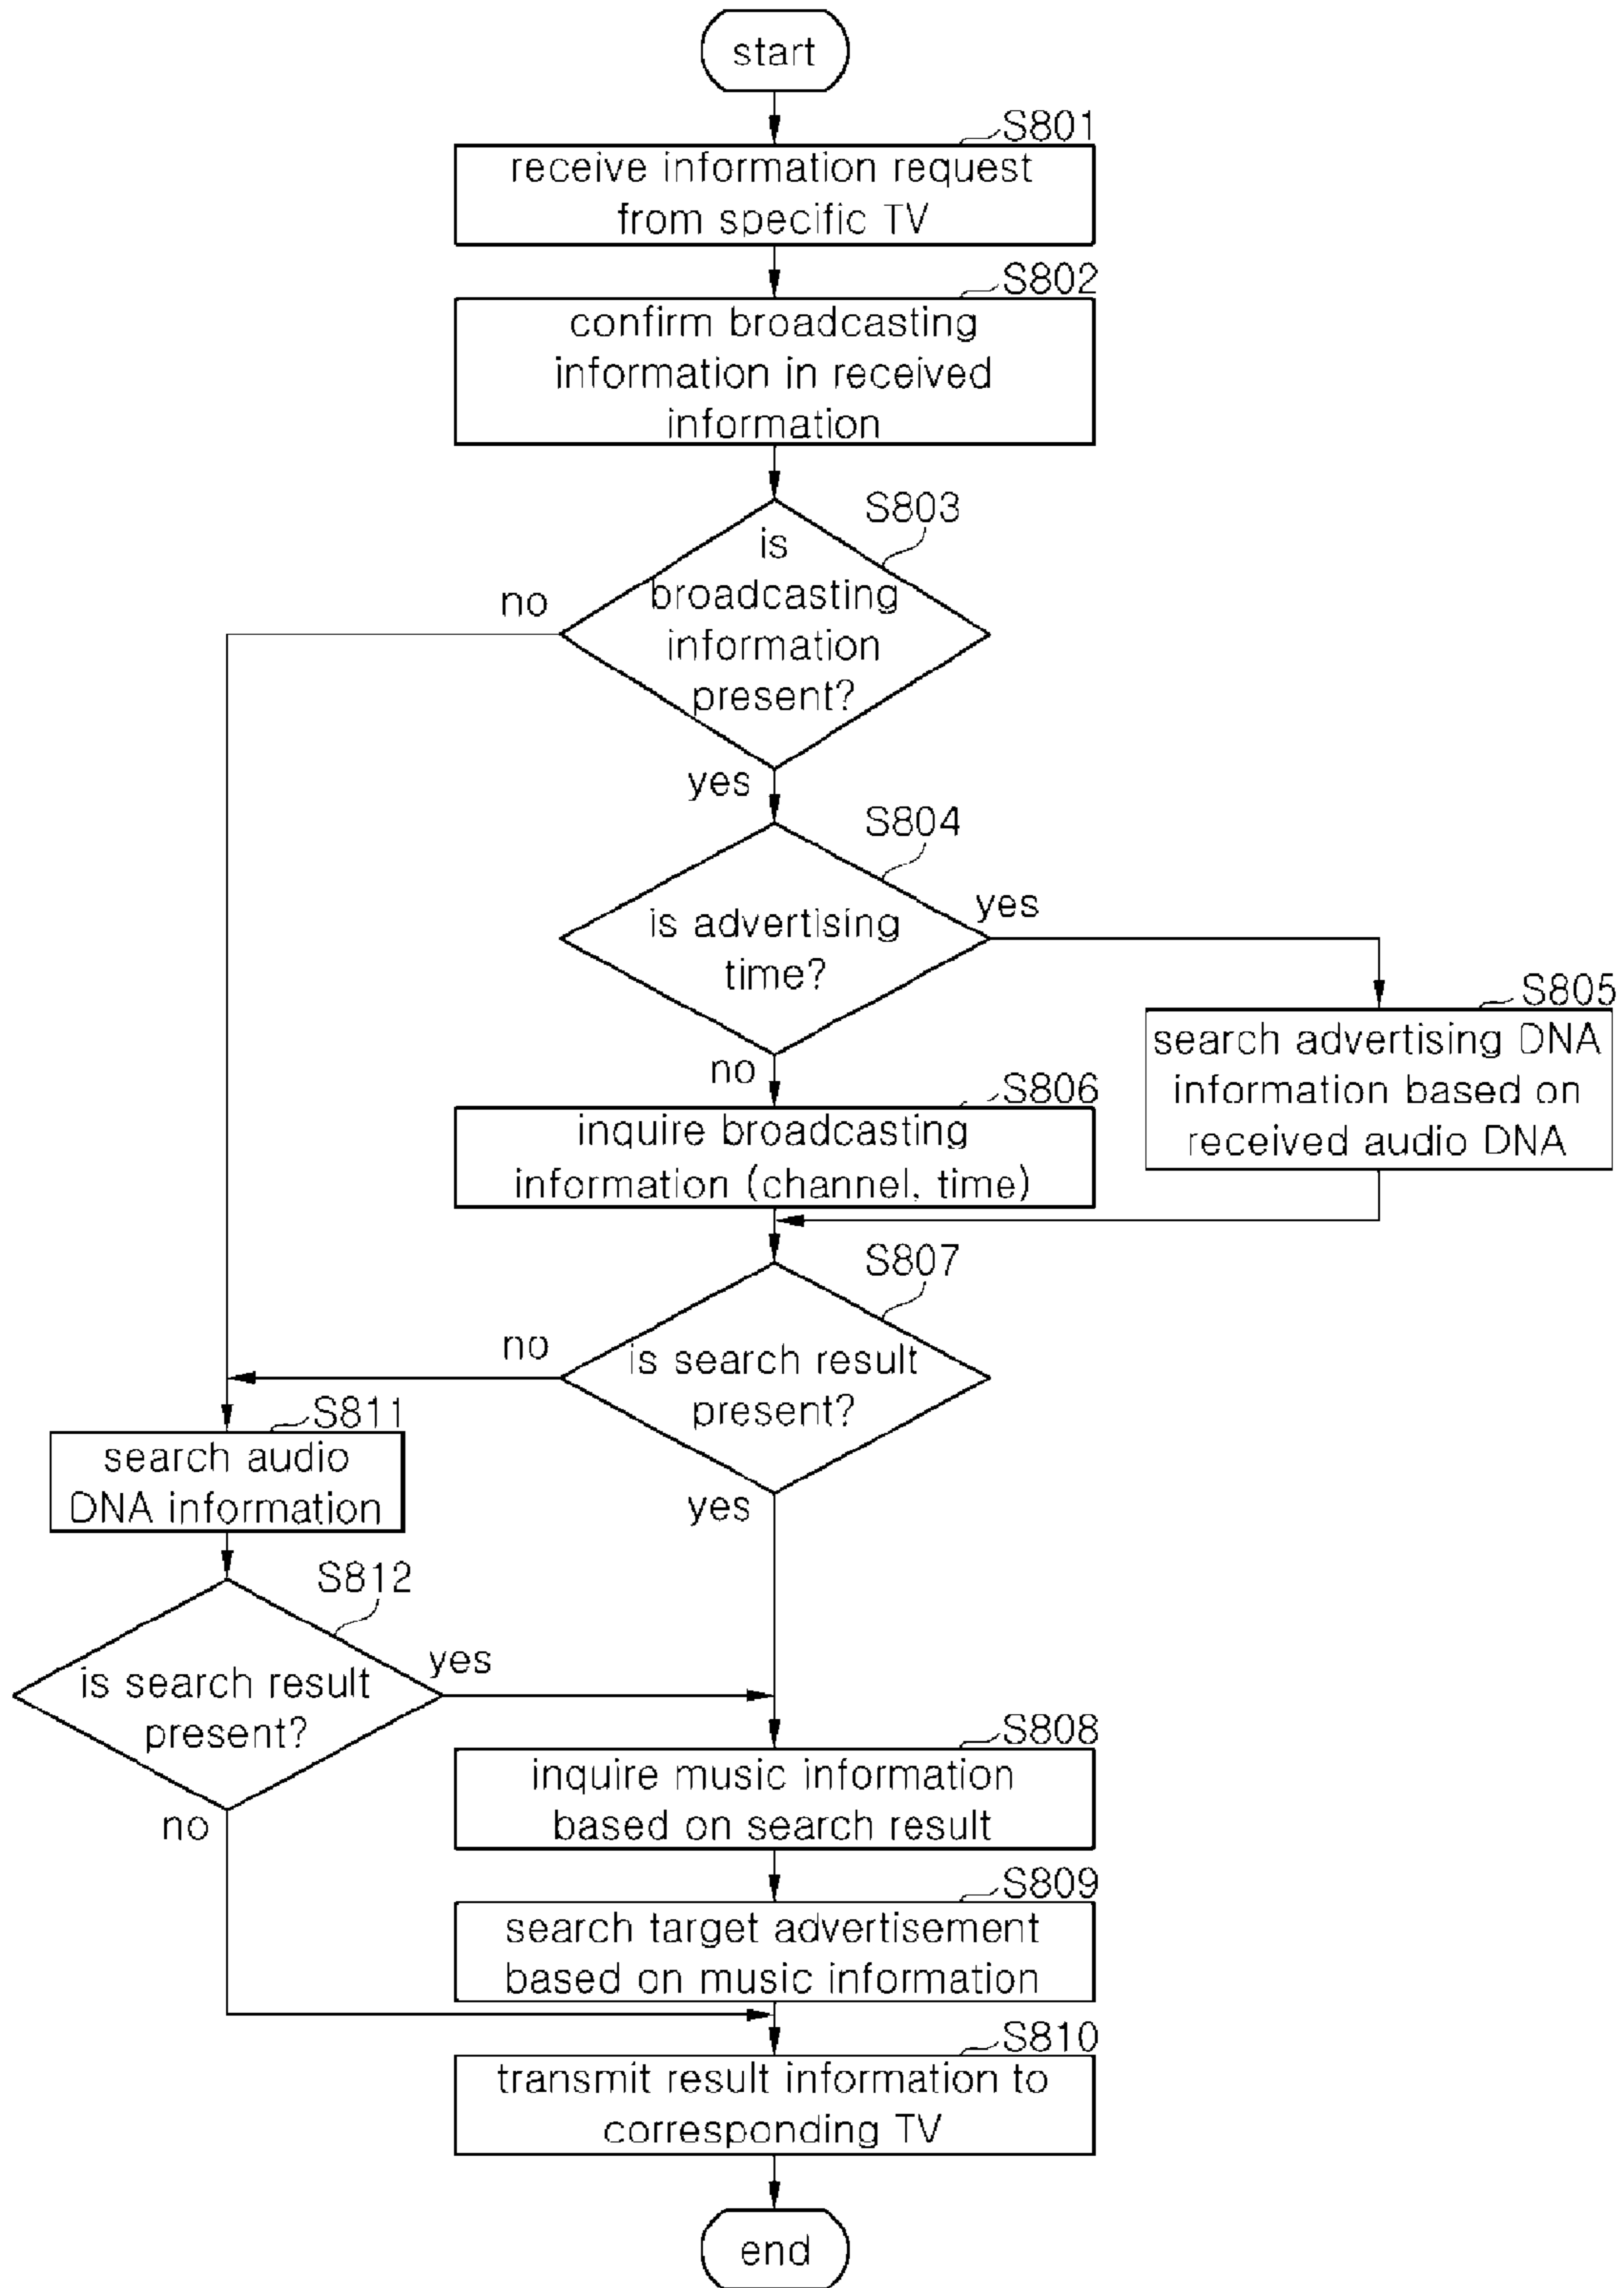 start
S801
receive information request
from specific TV
S802
confirm broadcasting
information in received
information
S803
is
broadcasting
information
present?
no
yes
S804
is advertising
time?
yes
no
S805
search advertising DNA
information based on
received audio DNA
S806
inquire broadcasting
information (channel, time)
S807
is search result
present?
no
yes
S811
search audio
DNA information
S812
is search result
present?
yes
no
S808
inquire music information
based on search result
S809
search target advertisement
based on music information
S810
transmit result information to
corresponding TV
end